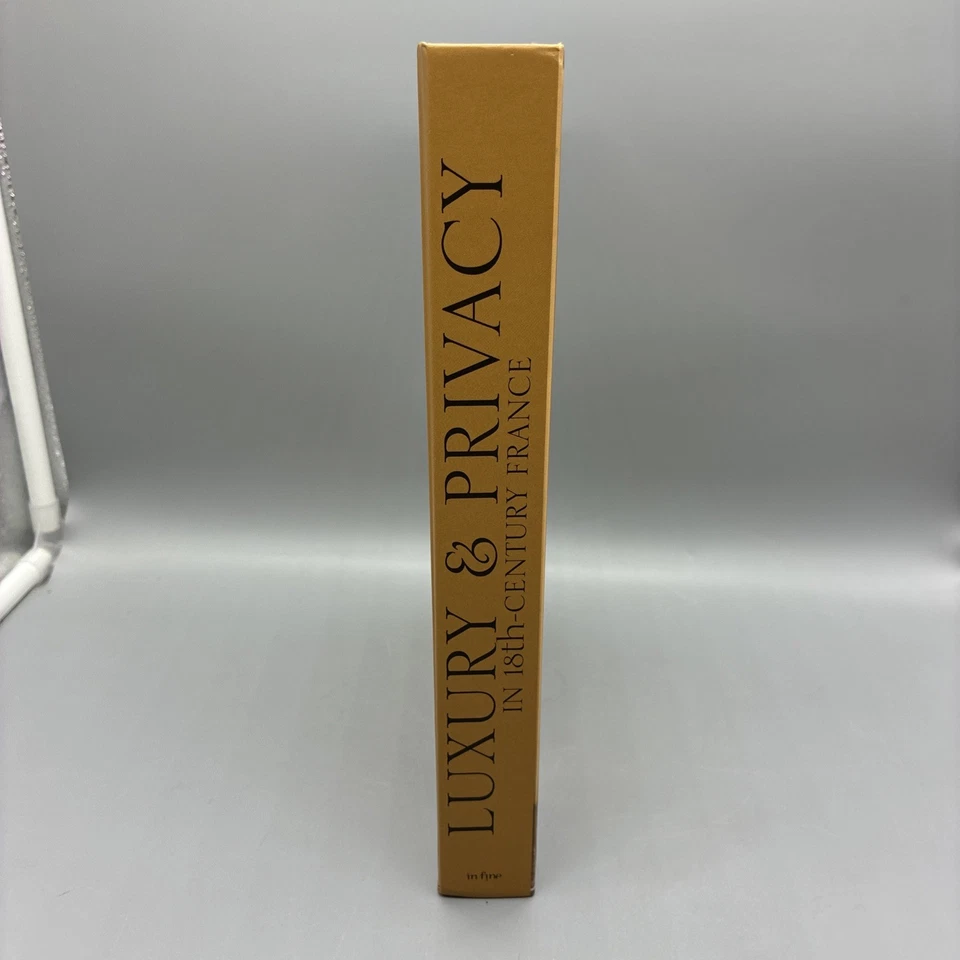 LUXURY & PRIVACY
IN 18th-CENTURY FRANCE
in fine